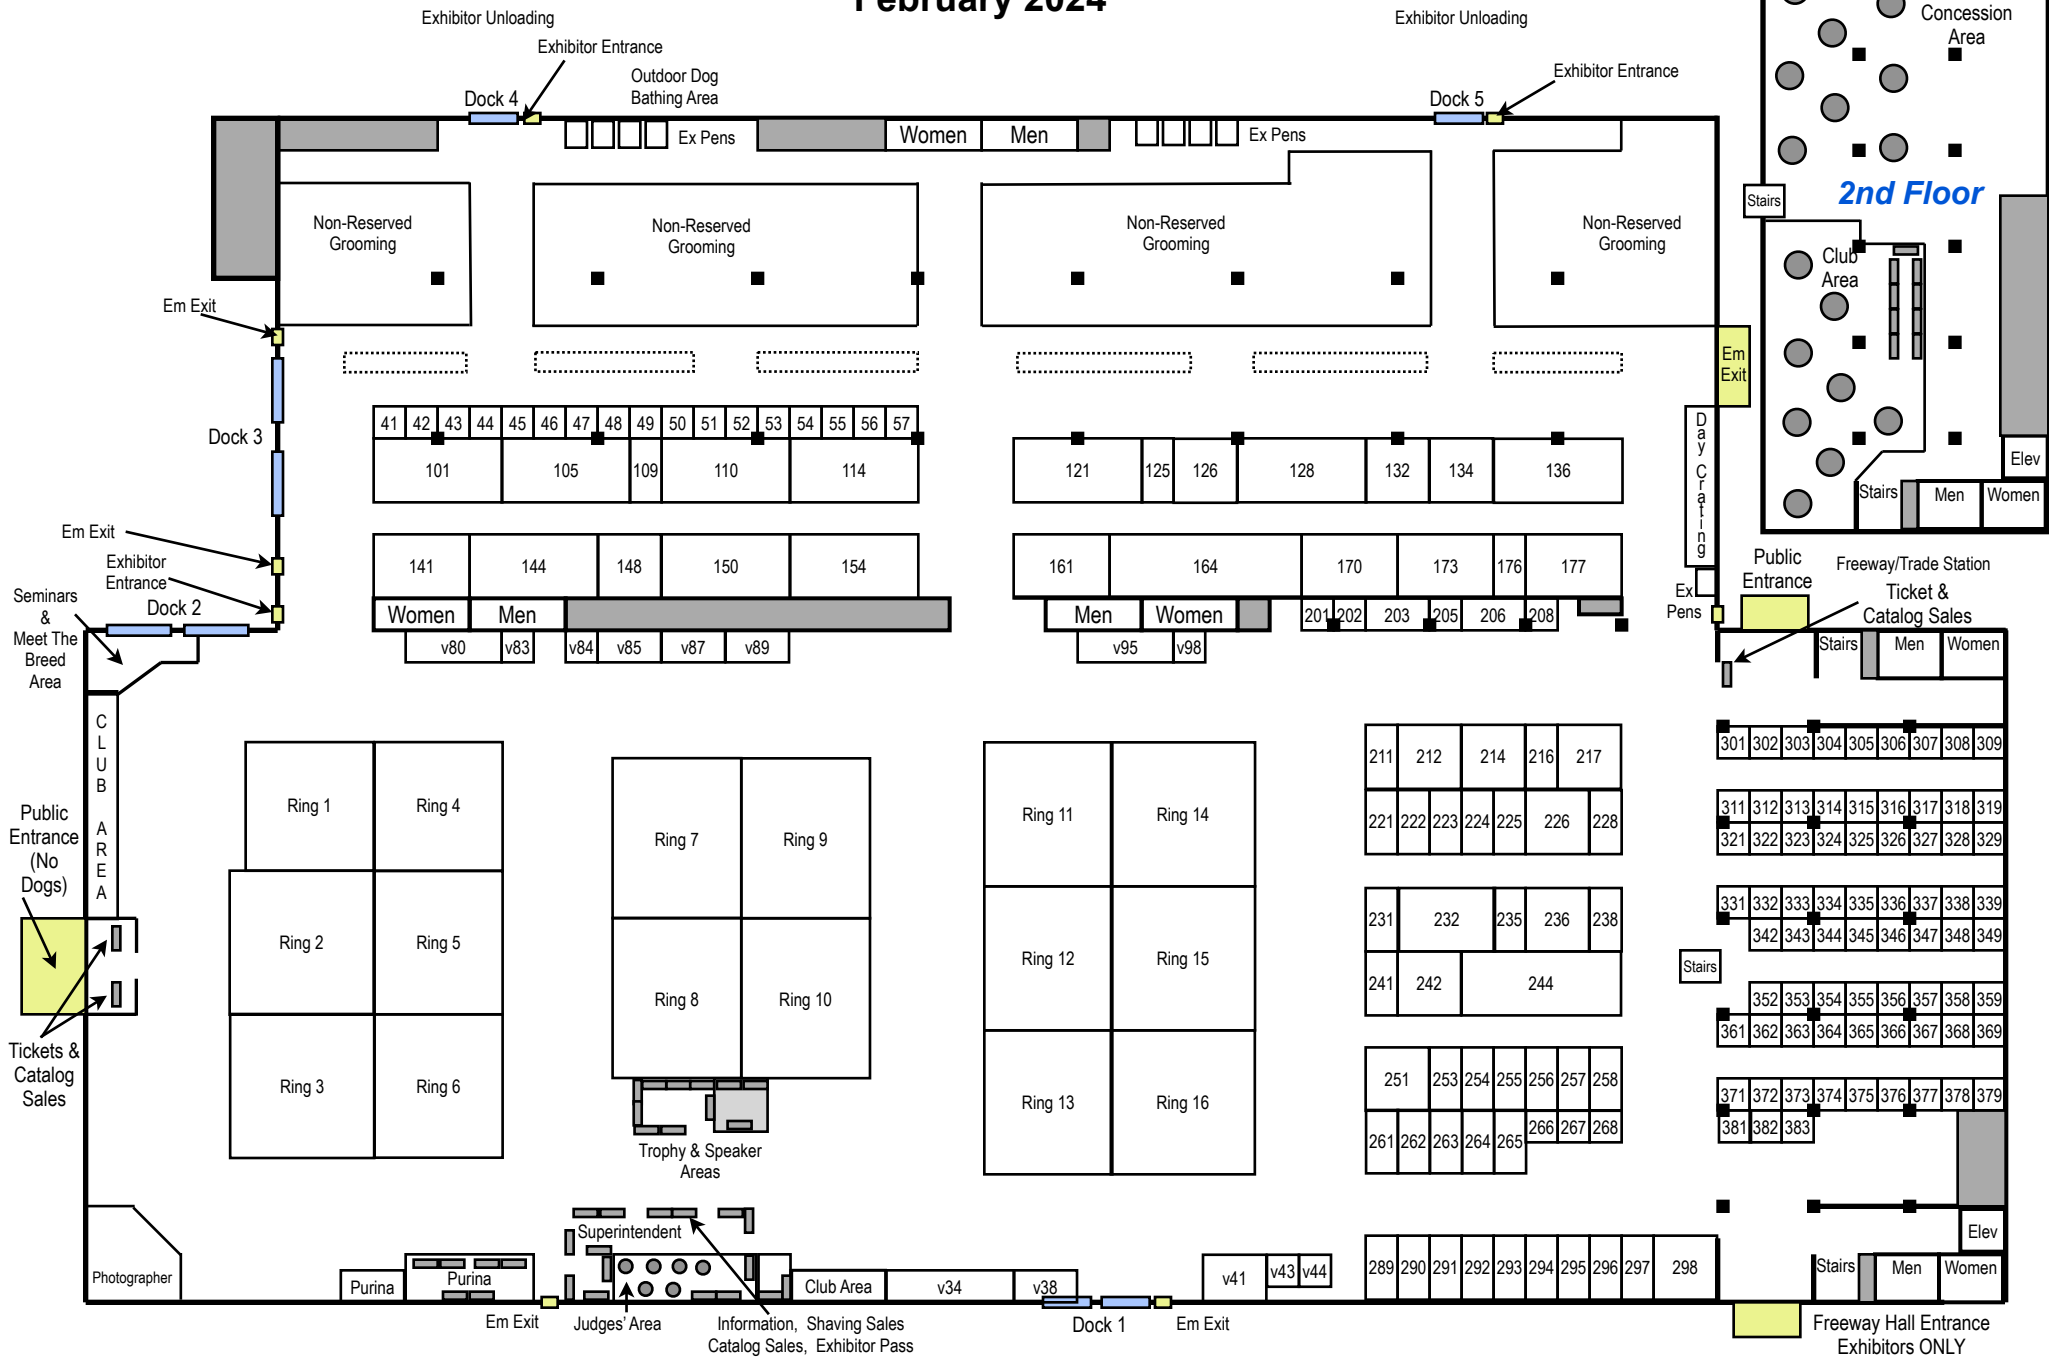 February 2024
Exhibitor Unloading
Exhibitor Unloading
Concession
Area
Exhibitor Entrance
Outdoor Dog
Bathing Area
Exhibitor Entrance
Dock 4
Dock 5
Ex Pens
Women
Men
Ex Pens
Stairs
2nd Floor
Non-Reserved
Grooming
Non-Reserved
Grooming
Non-Reserved
Grooming
Non-Reserved
Grooming
Club
Area
Em Exit
Em
Exit
Dock 3
41 42 43 44 45 46 47 48 49 50 51 52 53 54 55 56 57
101 105 109 110 114
121 125 126 128 132 134 136
Day Crating
Elev
Stairs
Men
Women
Em Exit
Exhibitor
Entrance
141 144 148 150 154
161 164 170 173 176 177
Public
Entrance
Freeway/Trade Station
Ticket &
Catalog Sales
Ex
Pens
Seminars
&
Meet The
Breed
Area
Dock 2
Women
Men
Men
Women
201 202 203 205 206 208
v80 v83 v84 v85 v87 v89
v95 v98
Stairs
Men
Women
CLUB AREA
Ring 1
Ring 4
Ring 7
Ring 9
Ring 11
Ring 14
211 212 214 216 217
221 222 223 224 225 226 228
301 302 303 304 305 306 307 308 309
311 312 313 314 315 316 317 318 319
321 322 323 324 325 326 327 328 329
Public
Entrance
(No
Dogs)
Ring 2
Ring 5
Ring 8
Ring 10
Ring 12
Ring 15
231 232 235 236 238
241 242 244
331 332 333 334 335 336 337 338 339
342 343 344 345 346 347 348 349
Stairs
352 353 354 355 356 357 358 359
361 362 363 364 365 366 367 368 369
Tickets &
Catalog
Sales
Ring 3
Ring 6
Ring 13
Ring 16
251 253 254 255 256 257 258
261 262 263 264 265 266 267 268
371 372 373 374 375 376 377 378 379
381 382 383
Trophy & Speaker
Areas
Superintendent
Photographer
Purina
Purina
Club Area
v34
v38
v41
v43
v44
289 290 291 292 293 294 295 296 297 298
Elev
Stairs
Men
Women
Em Exit
Judges' Area
Information, Shaving Sales
Catalog Sales, Exhibitor Pass
Dock 1
Em Exit
Freeway Hall Entrance
Exhibitors ONLY